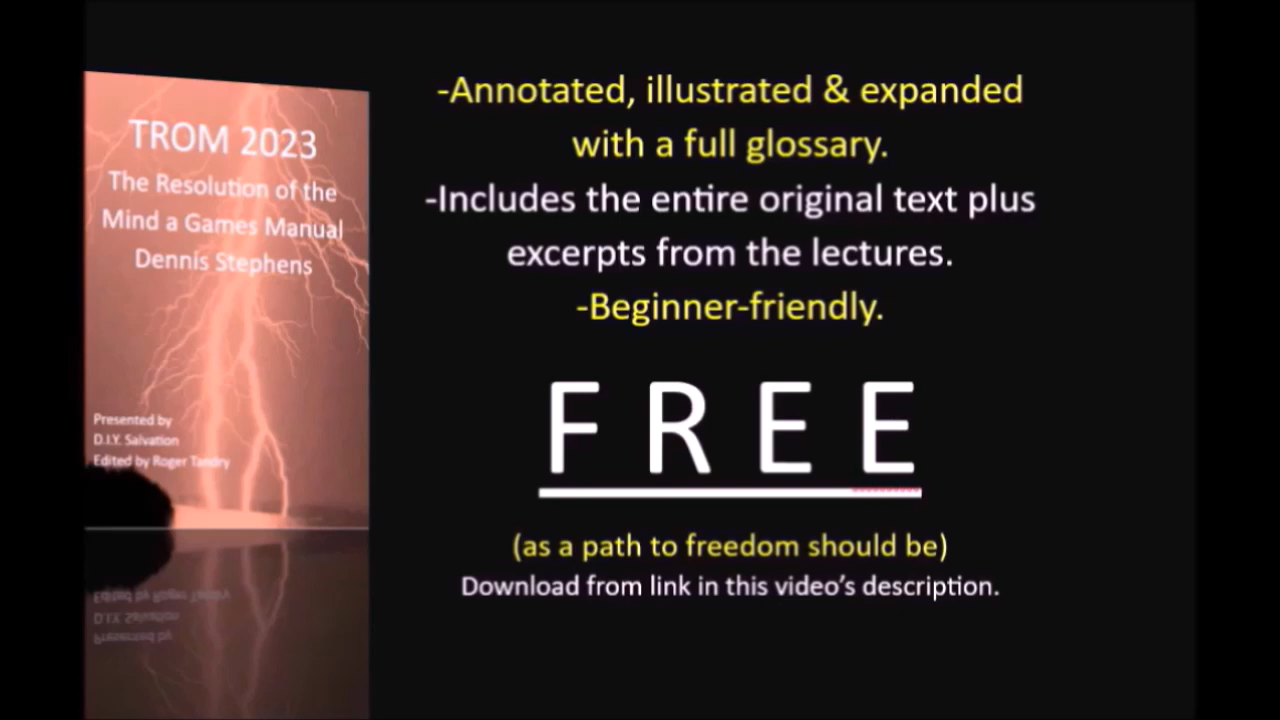 TROM 2023
The Resolution of the
Mind a Games Manual
Dennis Stephens
Presented by
D.I.Y. Salvation
Edited by Roger Tandry
-Annotated, illustrated & expanded
with a full glossary.
-Includes the entire original text plus
excerpts from the lectures.
-Beginner-friendly.
F R E E
(as a path to freedom should be)
Download from link in this video's description.